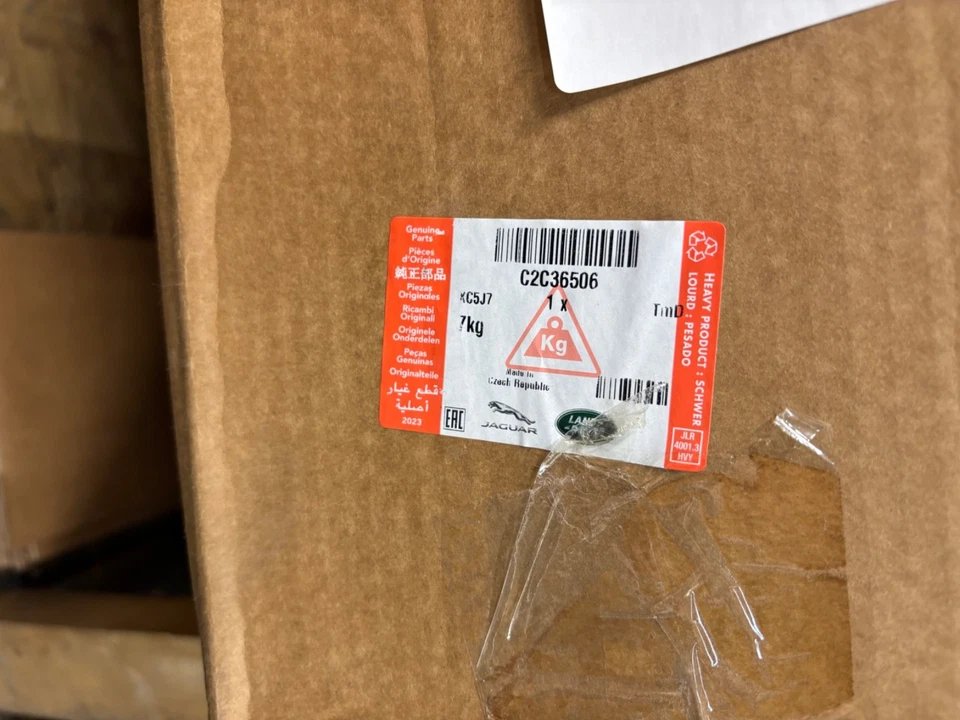 Genuine
Parts
Pièces
d'Origine
純正部品
Piezas
Originales
Ricambi
Originali
Originele
Onderdelen
Peças
Genuínas
Originalteile
قطع غيار
أصلية
2023
C2C36506
KC5J7
1 x
TmD
7kg
Kg
Made in
Czech Republic
EAC
JAGUAR
LAND
HEAVY PRODUCT : SCHWER
LOURD : PESADO
JLR
4001.3
HVY